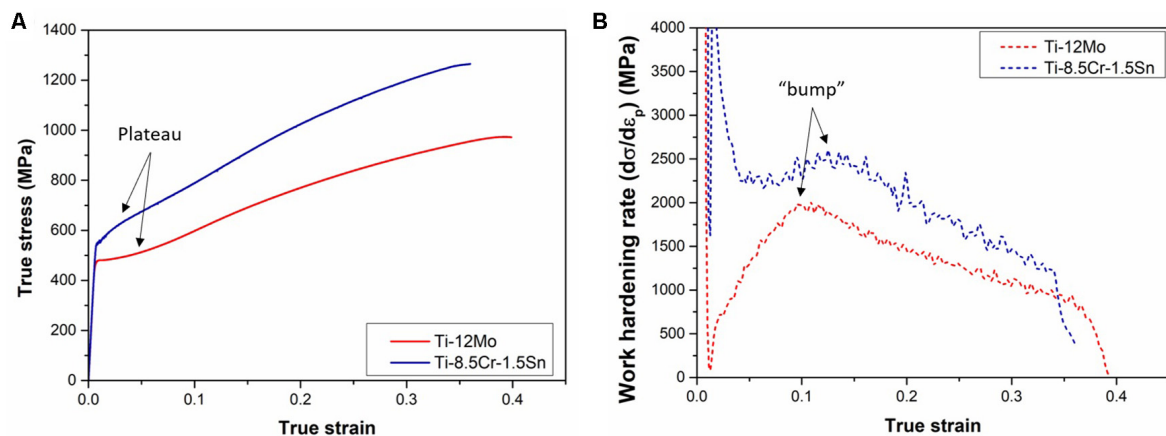 A
1400
1200
1000
800
600
400
200
0
True stress (MPa)
Plateau
Ti-12Mo
Ti-8.5Cr-1.5Sn
0.0 0.1 0.2 0.3 0.4
True strain
B
4000
3500
3000
2500
2000
1500
1000
500
0
Work hardening rate (dσ/dεp) (MPa)
Ti-12Mo
Ti-8.5Cr-1.5Sn
“bump”
0.0 0.1 0.2 0.3 0.4
True strain